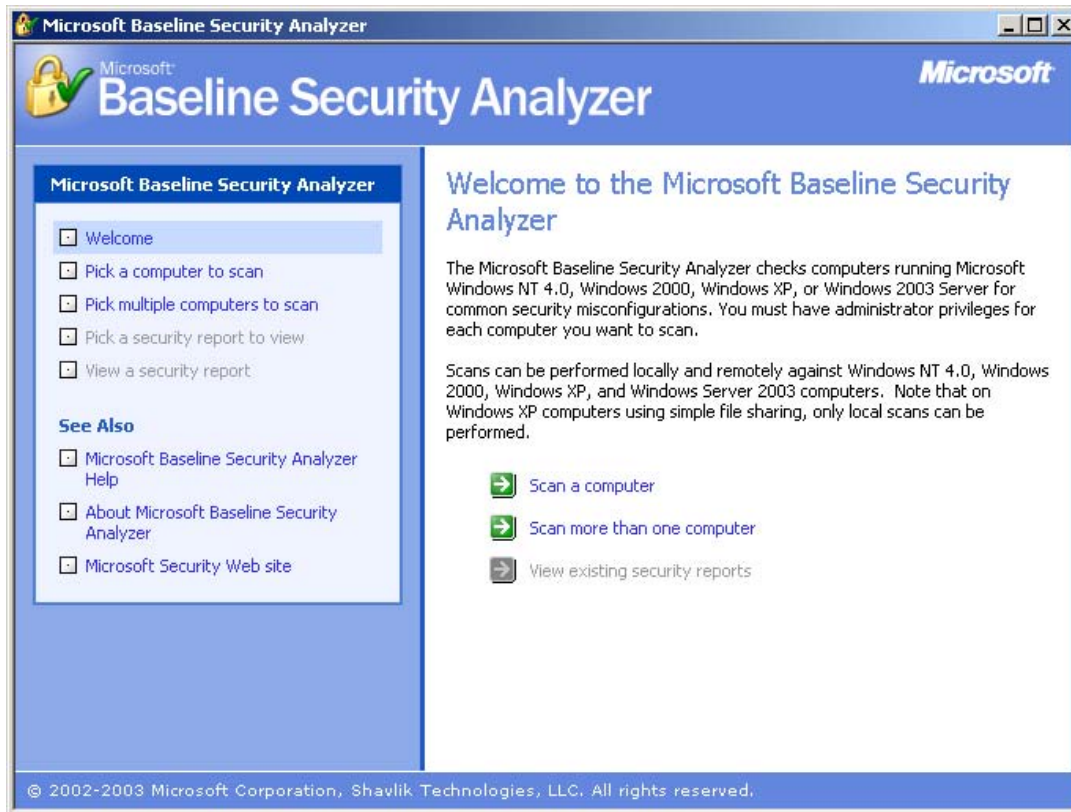 Microsoft Baseline Security Analyzer
Microsoft
Baseline Security Analyzer
Microsoft
Microsoft Baseline Security Analyzer
Welcome
Pick a computer to scan
Pick multiple computers to scan
Pick a security report to view
View a security report
See Also
Microsoft Baseline Security Analyzer
Help
About Microsoft Baseline Security
Analyzer
Microsoft Security Web site
Welcome to the Microsoft Baseline Security
Analyzer
The Microsoft Baseline Security Analyzer checks computers running Microsoft
Windows NT 4.0, Windows 2000, Windows XP, or Windows 2003 Server for
common security misconfigurations. You must have administrator privileges for
each computer you want to scan.
Scans can be performed locally and remotely against Windows NT 4.0, Windows
2000, Windows XP, and Windows Server 2003 computers. Note that on
Windows XP computers using simple file sharing, only local scans can be
performed.
Scan a computer
Scan more than one computer
View existing security reports
© 2002-2003 Microsoft Corporation, Shavlik Technologies, LLC. All rights reserved.